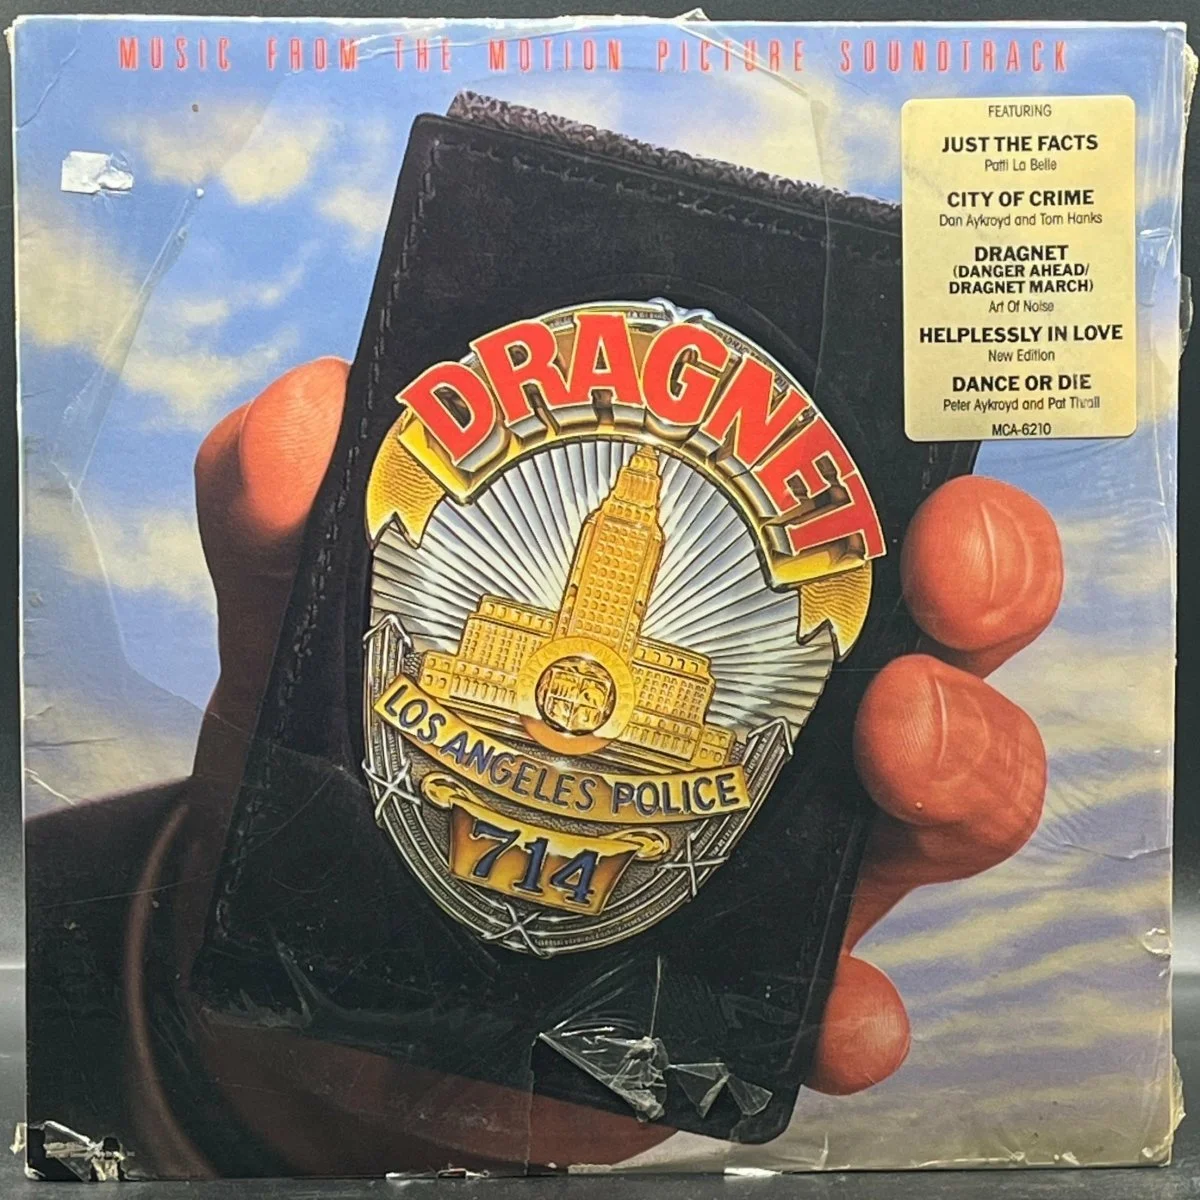 MUSIC FROM THE MOTION PICTURE SOUNDTRACK
FEATURING
JUST THE FACTS
Patti La Belle
CITY OF CRIME
Dan Aykroyd and Tom Hanks
DRAGNET
(DANGER AHEAD/
DRAGNET MARCH)
Art Of Noise
HELPLESSLY IN LOVE
New Edition
DANCE OR DIE
Peter Aykroyd and Pat Thrall
MCA-6210
DRAGNET
LOS ANGELES POLICE
714